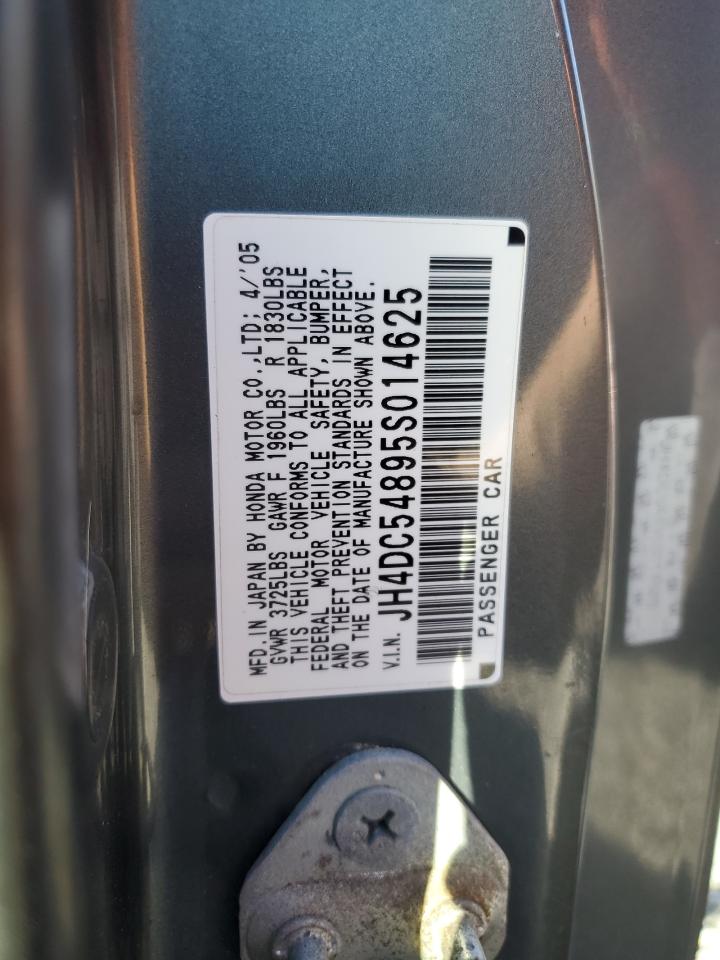 MFD. IN JAPAN BY HONDA MOTOR CO.,LTD; 4/'05
GVWR 3725LBS GAWR F 1960LBS R 1830LBS
THIS VEHICLE CONFORMS TO ALL APPLICABLE
FEDERAL MOTOR VEHICLE SAFETY, BUMPER,
AND THEFT PREVENTION STANDARDS IN EFFECT
ON THE DATE OF MANUFACTURE SHOWN ABOVE.
V.I.N. JH4DC54895S014625
PASSENGER CAR